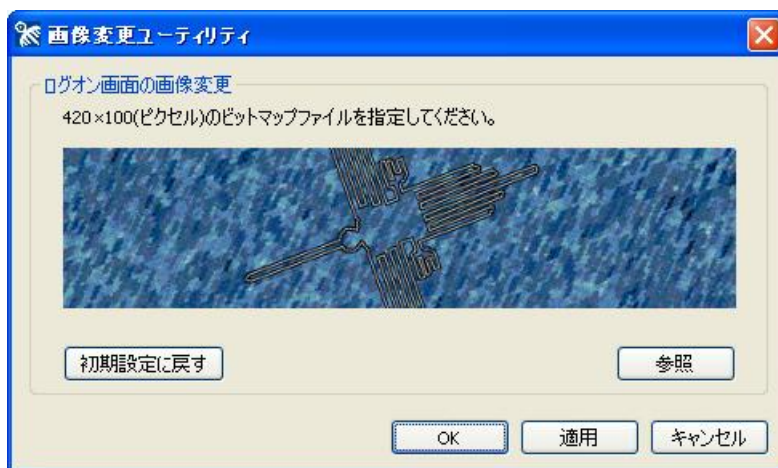 画像変更ユーティリティ
ログオン画面の画像変更
420×100(ピクセル)のビットマップファイルを指定してください。
初期設定に戻す
参照
OK
適用
キャンセル